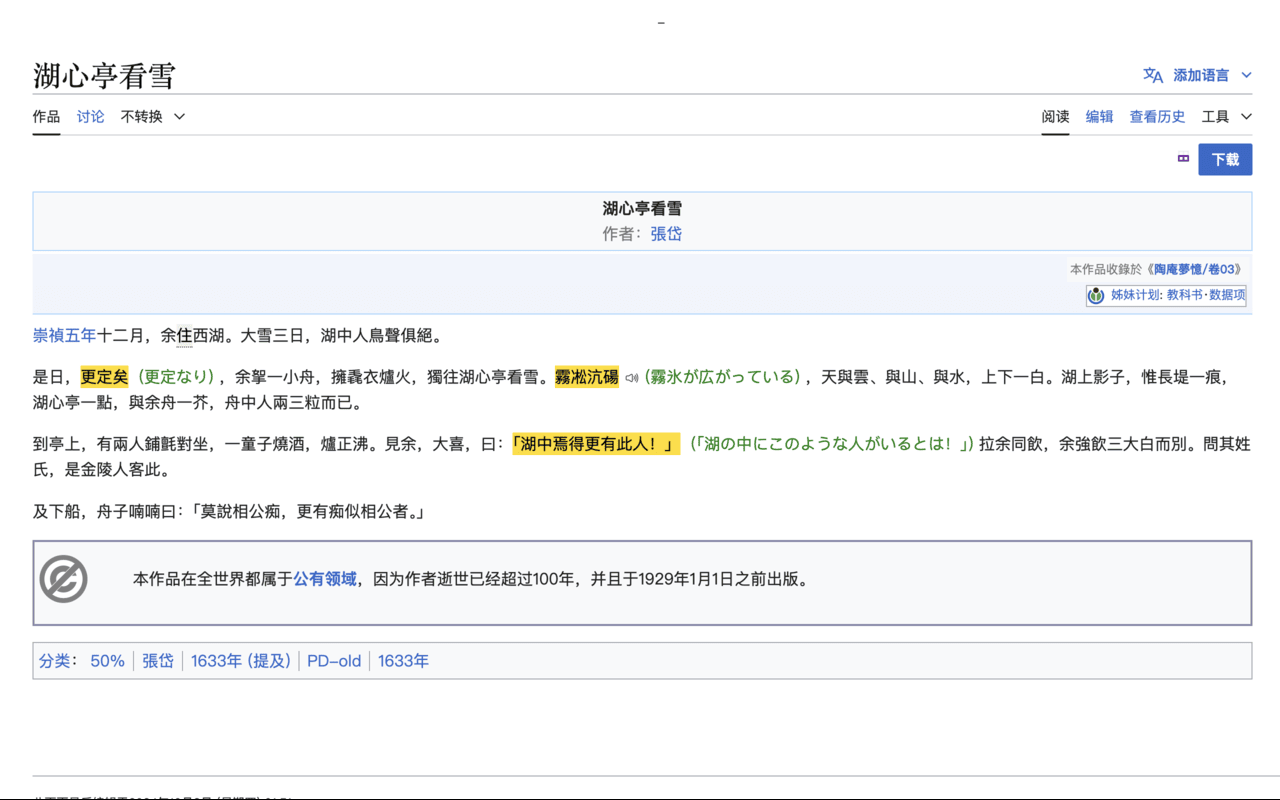 湖心亭看雪
添加语言
作品 讨论 不转换
阅读 编辑 查看历史 工具
下载
湖心亭看雪
作者：張岱
本作品收錄於《陶庵夢憶/卷03》
姊妹计划: 教科书·数据项
崇禎五年十二月，余住西湖。大雪三日，湖中人鳥聲俱絕。
是日，更定矣（更定なり），余拏一小舟，擁毳衣爐火，獨往湖心亭看雪。霧凇沆碭（霧氷が広がっている），天與雲、與山、與水，上下一白。湖上影子，惟長堤一痕，
湖心亭一點，與余舟一芥，舟中人兩三粒而已。
到亭上，有兩人鋪氈對坐，一童子燒酒，爐正沸。見余，大喜，曰：「湖中焉得更有此人！」（「湖の中にこのような人がいるとは！」）拉余同飲，余強飲三大白而別。問其姓
氏，是金陵人客此。
及下船，舟子喃喃曰：「莫說相公痴，更有痴似相公者。」
本作品在全世界都属于公有领域，因为作者逝世已经超过100年，并且于1929年1月1日之前出版。
分类： 50% 張岱 1633年 (提及) PD-old 1633年